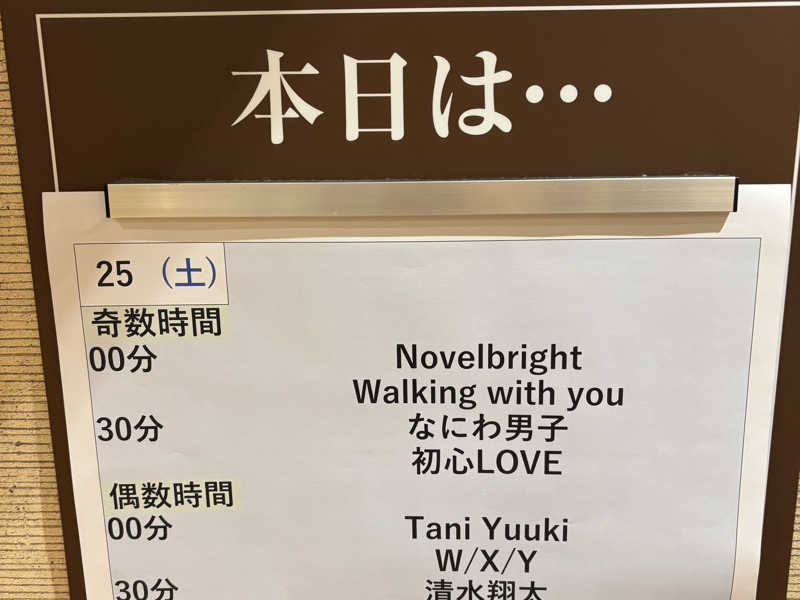 本日は…
25 (土)
奇数時間
00分 Novelbright
Walking with you
30分 なにわ男子
初心LOVE
偶数時間
00分 Tani Yuuki
W/X/Y
30分 清水翔太